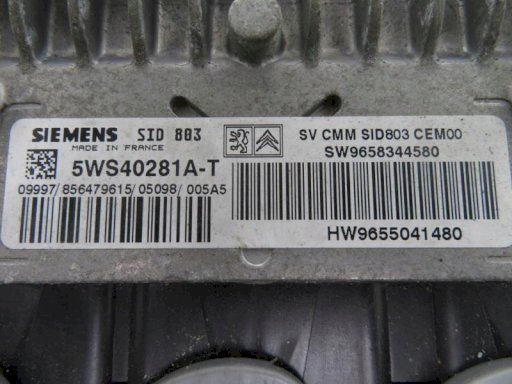 SIEMENS SID 803
MADE IN FRANCE
5WS40281A-T
09997/856479615/05098/005A5
SV CMM SID803 CEM00
SW9658344580
HW9655041480